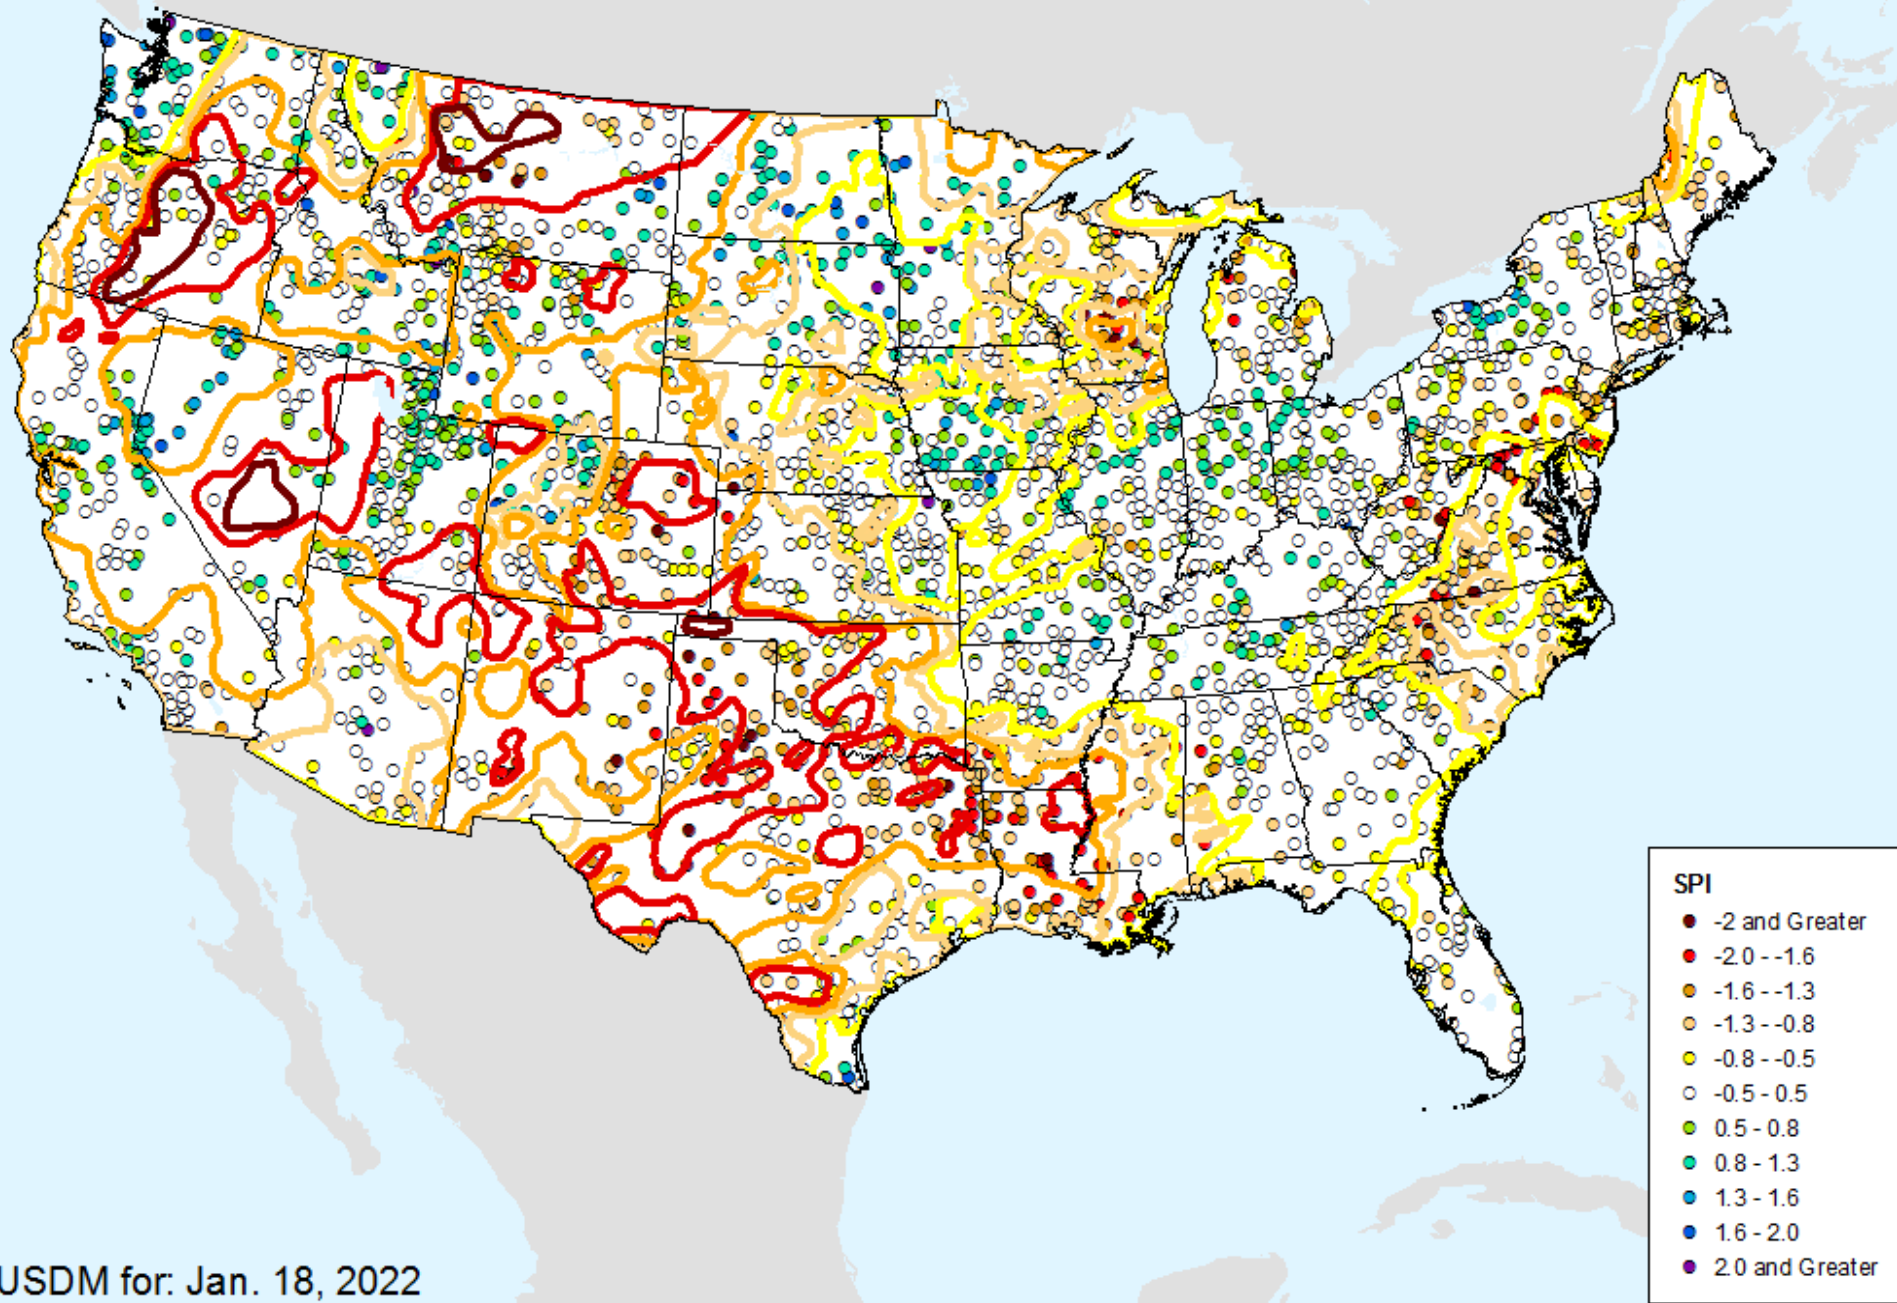 SPI
-2 and Greater
-2.0 - -1.6
-1.6 - -1.3
-1.3 - -0.8
-0.8 - -0.5
-0.5 - 0.5
0.5 - 0.8
0.8 - 1.3
1.3 - 1.6
1.6 - 2.0
2.0 and Greater
USDM for: Jan. 18, 2022